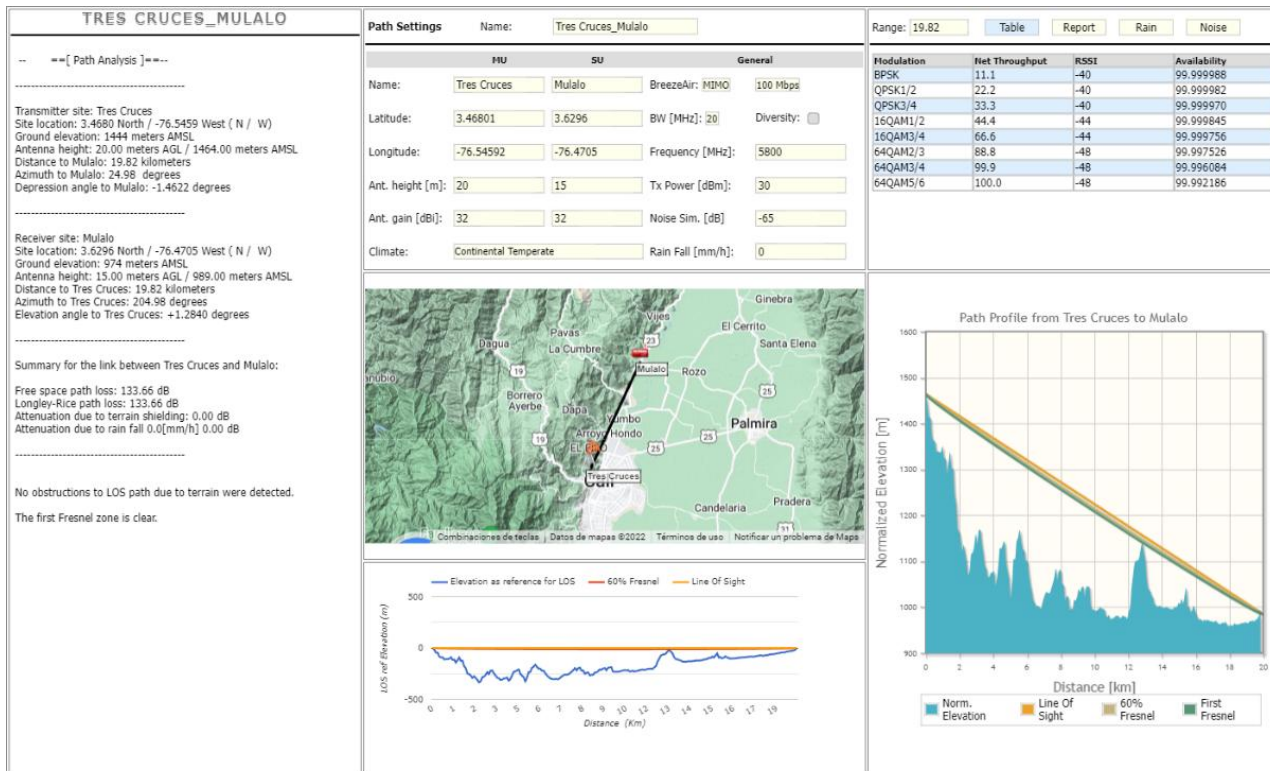 TRES CRUCES_MULALO
--      ==[ Path Analysis ]==--
-------------------------------------------
Transmitter site: Tres Cruces
Site location: 3.4680 North / -76.5459 West ( N /  W)
Ground elevation: 1444 meters AMSL
Antenna height: 20.00 meters AGL / 1464.00 meters AMSL
Distance to Mulalo: 19.82 kilometers
Azimuth to Mulalo: 24.98  degrees
Depression angle to Mulalo: -1.4622 degrees
-------------------------------------------
Receiver site: Mulalo
Site location: 3.6296 North / -76.4705 West ( N /  W)
Ground elevation: 974 meters AMSL
Antenna height: 15.00 meters AGL / 989.00 meters AMSL
Distance to Tres Cruces: 19.82 kilometers
Azimuth to Tres Cruces: 204.98 degrees
Elevation angle to Tres Cruces: +1.2840 degrees
-------------------------------------------
Summary for the link between Tres Cruces and Mulalo:
Free space path loss: 133.66 dB
Longley-Rice path loss: 133.66 dB
Attenuation due to terrain shielding: 0.00 dB
Attenuation due to rain fall 0.0[mm/h] 0.00 dB
-------------------------------------------
No obstructions to LOS path due to terrain were detected.
The first Fresnel zone is clear.
Path Settings Name: Tres Cruces_Mulalo
MU SU General
Name: Tres Cruces Mulalo BreezeAir: MIMO 100 Mbps
Latitude: 3.46801 3.6296 BW [MHz]: 20 Diversity:
Longitude: -76.54592 -76.4705 Frequency [MHz]: 5800
Ant. height [m]: 20 15 Tx Power [dBm]: 30
Ant. gain [dBi]: 32 32 Noise Sim. [dB] -65
Climate: Continental Temperate Rain Fall [mm/h]: 0
Range: 19.82 Table Report Rain Noise
Modulation Net Throughput RSSI Availability
BPSK 11.1 -40 99.999988
QPSK1/2 22.2 -40 99.999982
QPSK3/4 33.3 -40 99.999970
16QAM1/2 44.4 -44 99.999845
16QAM3/4 66.6 -44 99.999756
64QAM2/3 88.8 -48 99.997526
64QAM3/4 99.9 -48 99.996084
64QAM5/6 100.0 -48 99.992186
Ginebra
Vijes
Pavas
El Cerrito
Dagua
La Cumbre
23
Santa Elena
Mulalo
Rozo
19
25
Borrero
Ayerbe
Dapa
Yumbo
Palmira
Arroyo Hondo
19
25
25
Tres Cruces
Cali
Candelaria
Pradera
31
Combinaciones de teclas Datos de mapas ©2022 Términos de uso Notificar un problema de Maps
Elevation as reference for LOS 60% Fresnel Line Of Sight
LOS ref Elevation (m)
500
0
-500
0 1 2 3 4 5 6 7 8 9 10 11 12 13 14 15 16 17 18 19
Distance (Km)
Path Profile from Tres Cruces to Mulalo
Normalized Elevation [m]
1600
1500
1400
1300
1200
1100
1000
900
0 2 4 6 8 10 12 14 16 18 20
Distance [km]
Norm. Elevation
Line Of Sight
60% Fresnel
First Fresnel